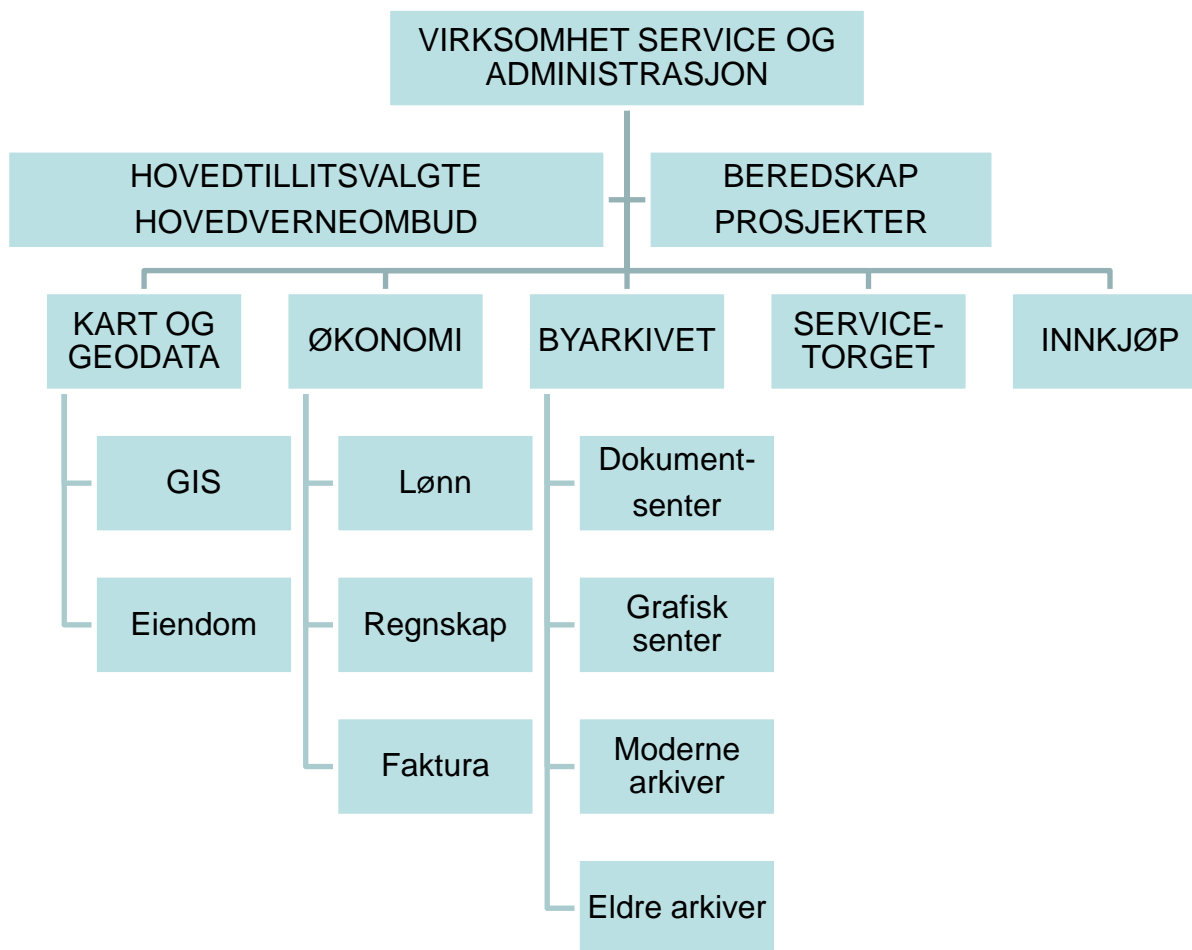 VIRKSOMHET SERVICE OG
ADMINISTRASJON
HOVEDTILLITSVALGTE
HOVEDVERNEOMBUD
BEREDSKAP
PROSJEKTER
KART OG
GEODATA
ØKONOMI
BYARKIVET
SERVICE-
TORGET
INNKJØP
GIS
Eiendom
Lønn
Regnskap
Faktura
Dokument-
senter
Grafisk
senter
Moderne
arkiver
Eldre arkiver